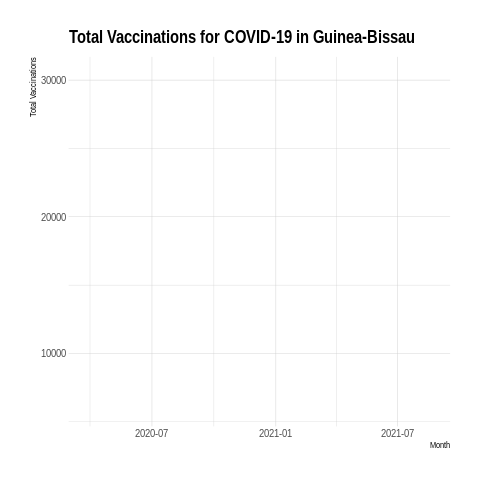 Total Vaccinations for COVID-19 in Guinea-Bissau
Total Vaccinations
30000
20000
10000
2020-07 2021-01 2021-07
Month